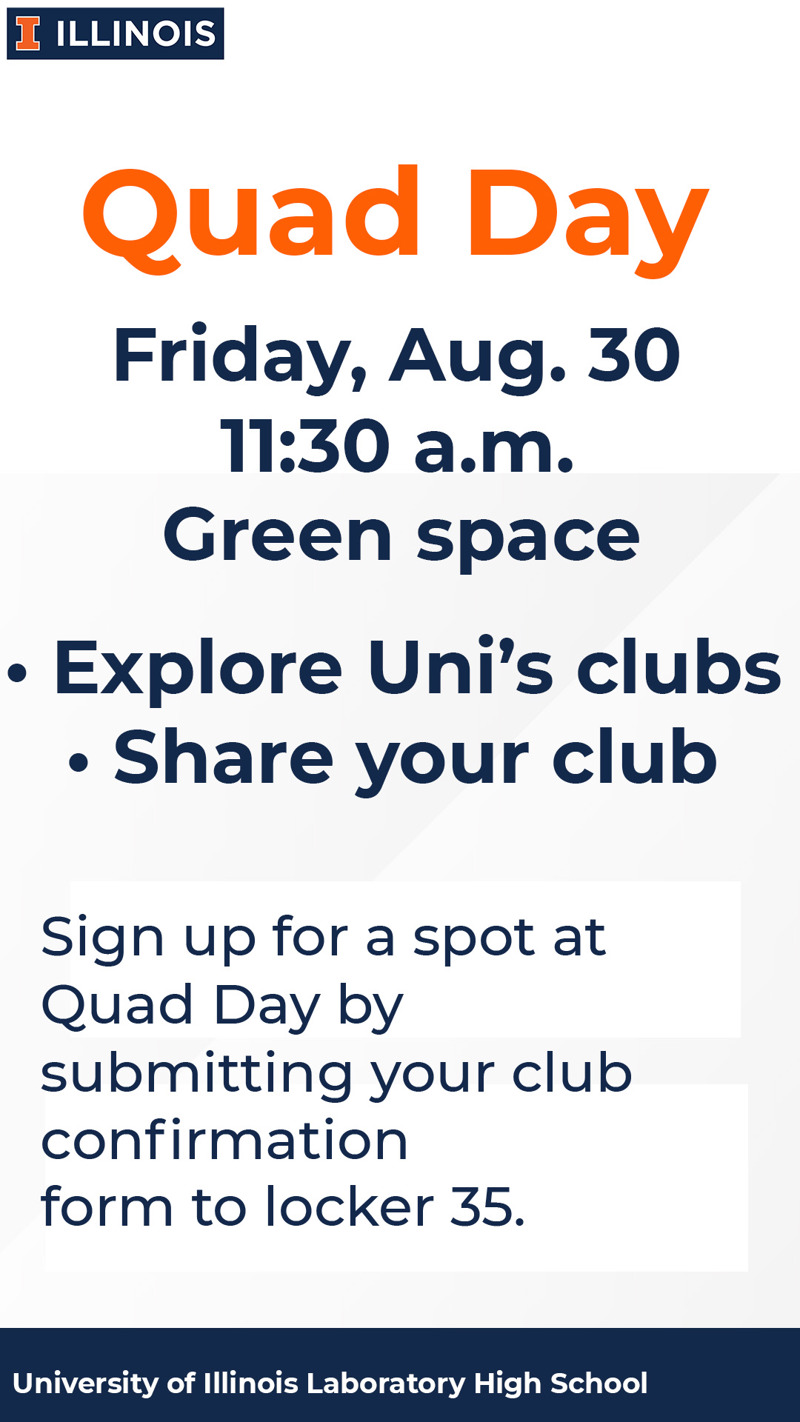 I ILLINOIS
Quad Day
Friday, Aug. 30
11:30 a.m.
Green space
• Explore Uni’s clubs
• Share your club
Sign up for a spot at
Quad Day by
submitting your club
confirmation
form to locker 35.
University of Illinois Laboratory High School